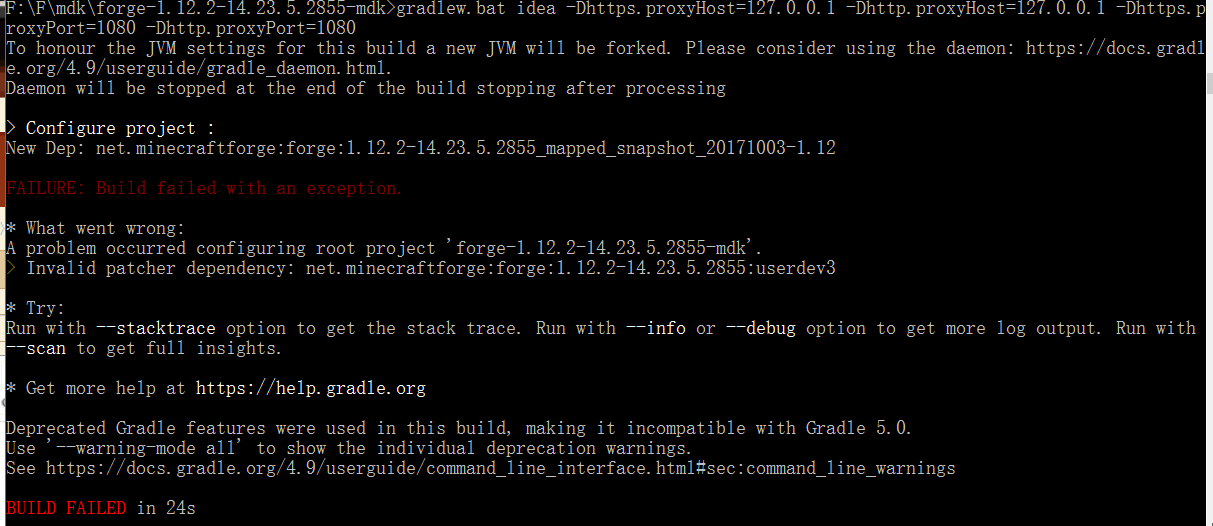 F:\F\mdk\forge-1.12.2-14.23.5.2855-mdk>gradlew.bat idea -Dhttps.proxyHost=127.0.0.1 -Dhttp.proxyHost=127.0.0.1 -Dhttps.p
roxyPort=1080 -Dhttp.proxyPort=1080
To honour the JVM settings for this build a new JVM will be forked. Please consider using the daemon: https://docs.gradl
e.org/4.9/userguide/gradle_daemon.html.
Daemon will be stopped at the end of the build stopping after processing
> Configure project :
New Dep: net.minecraftforge:forge:1.12.2-14.23.5.2855_mapped_snapshot_20171003-1.12
FAILURE: Build failed with an exception.
* What went wrong:
A problem occurred configuring root project 'forge-1.12.2-14.23.5.2855-mdk'.
> Invalid patcher dependency: net.minecraftforge:forge:1.12.2-14.23.5.2855:userdev3
* Try:
Run with --stacktrace option to get the stack trace. Run with --info or --debug option to get more log output. Run with
--scan to get full insights.
* Get more help at https://help.gradle.org
Deprecated Gradle features were used in this build, making it incompatible with Gradle 5.0.
Use '--warning-mode all' to show the individual deprecation warnings.
See https://docs.gradle.org/4.9/userguide/command_line_interface.html#sec:command_line_warnings
BUILD FAILED in 24s